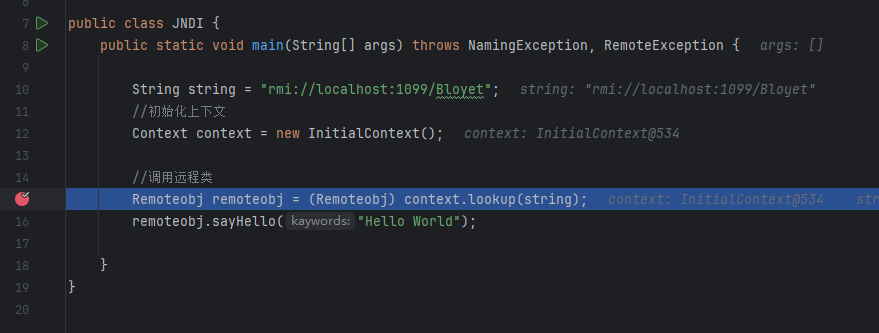 7 public class JNDI {
8 public static void main(String[] args) throws NamingException, RemoteException { args: []
9
10 String string = "rmi://localhost:1099/Bloyet"; string: "rmi://localhost:1099/Bloyet"
11 //初始化上下文
12 Context context = new InitialContext(); context: InitialContext@534
13
14 //调用远程类
Remoteobj remoteobj = (Remoteobj) context.lookup(string); context: InitialContext@534 str
16 remoteobj.sayHello( keywords: "Hello World");
17
18 }
19 }
20